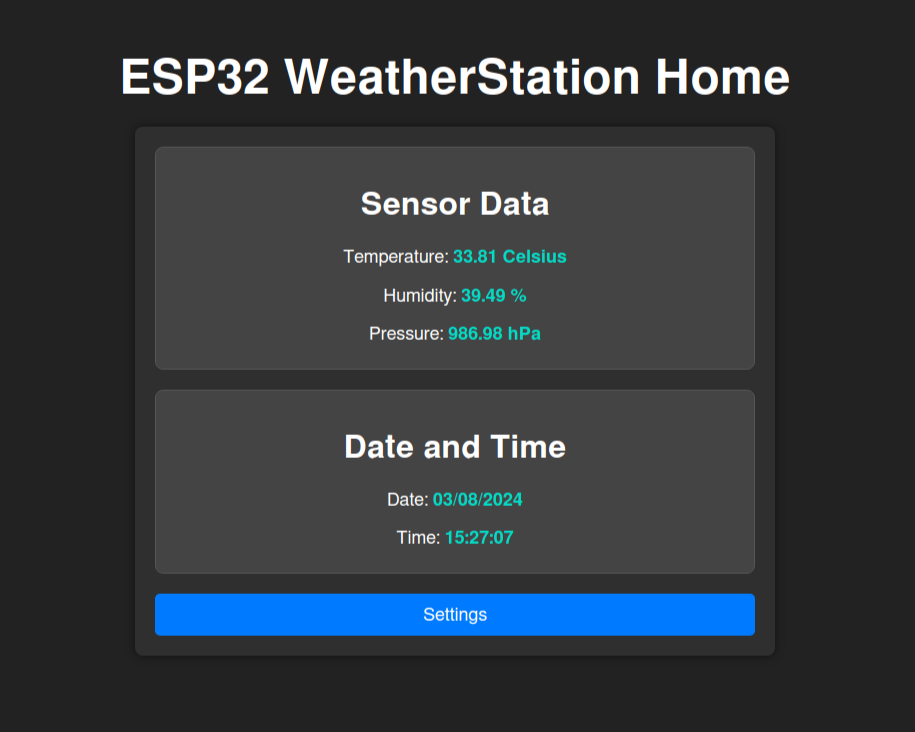 ESP32 WeatherStation Home
Sensor Data
Temperature: 33.81 Celsius
Humidity: 39.49 %
Pressure: 986.98 hPa
Date and Time
Date: 03/08/2024
Time: 15:27:07
Settings